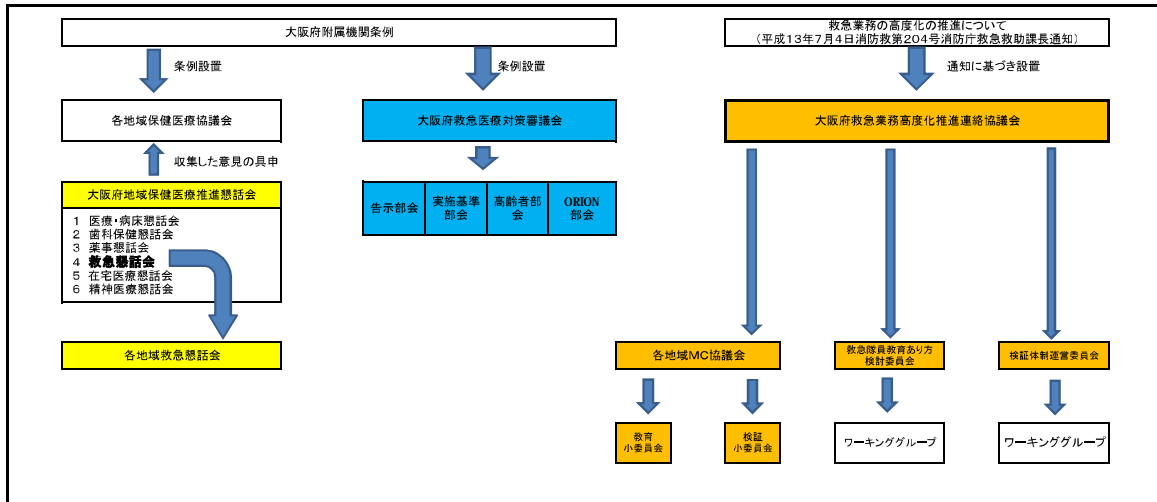 大阪府附属機関条例
救急業務の高度化の推進について
（平成13年7月4日消防救第204号消防庁救急救助課長通知）
条例設置
条例設置
通知に基づき設置
各地域保健医療協議会
大阪府救急医療対策審議会
大阪府救急業務高度化推進連絡協議会
収集した意見の具申
大阪府地域保健医療推進懇話会
1 医療・病床懇話会
2 歯科保健懇話会
3 薬事懇話会
4 救急懇話会
5 在宅医療懇話会
6 精神医療懇話会
告示部会
実施基準
部会
高齢者部
会
ORION
部会
各地域救急懇話会
各地域MC協議会
救急隊員教育あり方
検討委員会
検証体制運営委員会
教育
小委員会
検証
小委員会
ワーキンググループ
ワーキンググループ